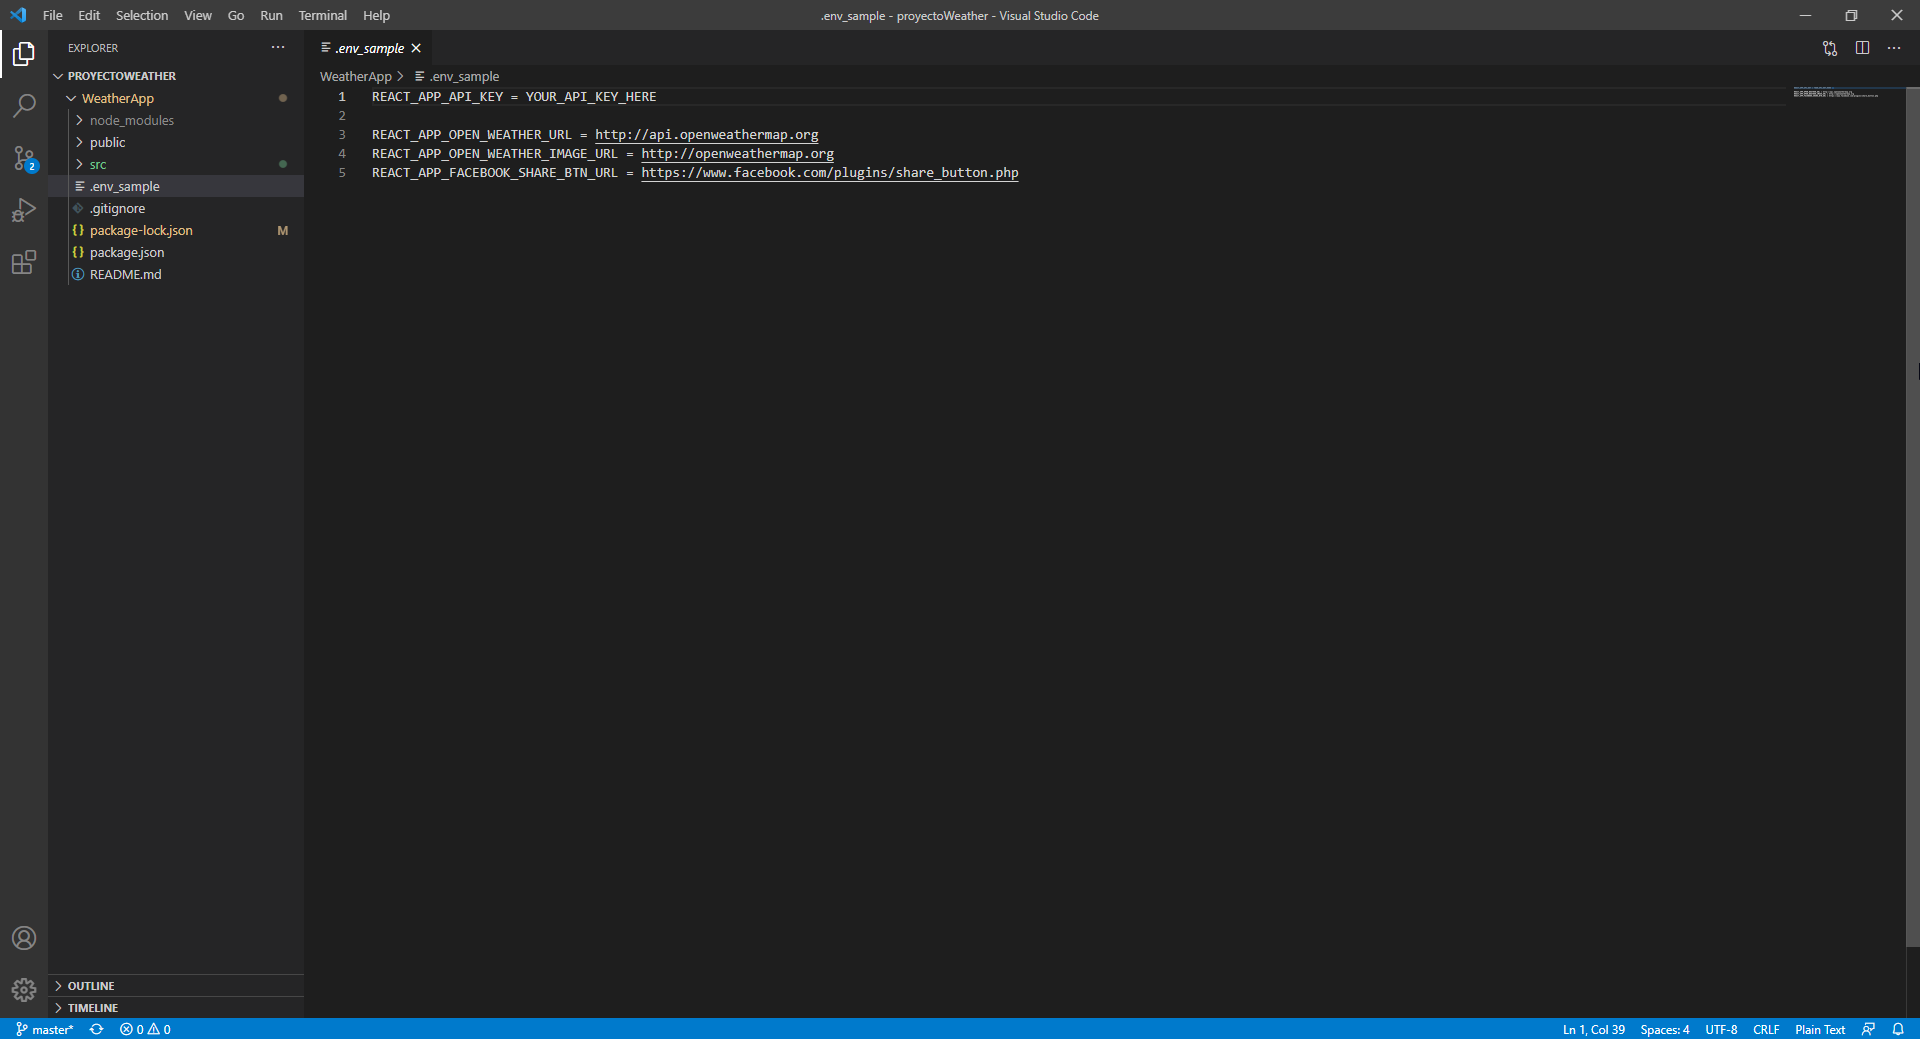 File Edit Selection View Go Run Terminal Help
.env_sample - proyectoWeather - Visual Studio Code
EXPLORER
PROYECTOWEATHER
WeatherApp
node_modules
public
src
.env_sample
.gitignore
package-lock.json M
package.json
README.md
OUTLINE
TIMELINE
2
.env_sample
WeatherApp > .env_sample
1 REACT_APP_API_KEY = YOUR_API_KEY_HERE
2
3 REACT_APP_OPEN_WEATHER_URL = http://api.openweathermap.org
4 REACT_APP_OPEN_WEATHER_IMAGE_URL = http://openweathermap.org
5 REACT_APP_FACEBOOK_SHARE_BTN_URL = https://www.facebook.com/plugins/share_button.php
master* 0 0 Ln 1, Col 39 Spaces: 4 UTF-8 CRLF Plain Text